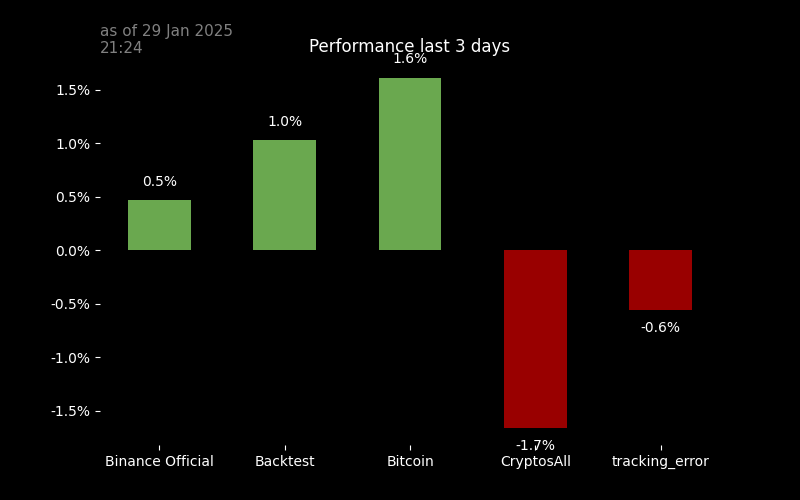 as of 29 Jan 2025
21:24
Performance last 3 days
1.6%
1.5%
1.0%
1.0%
0.5%
0.5%
0.0%
-0.5%
-0.6%
-1.0%
-1.5%
-1.7%
Binance Official
Backtest
Bitcoin
CryptosAll
tracking_error